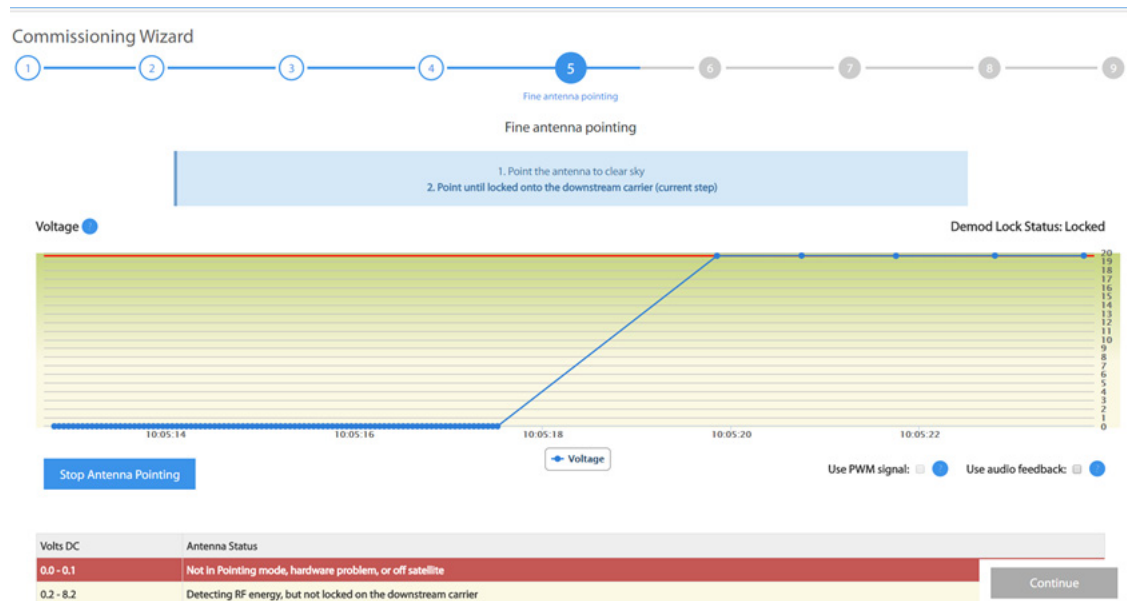 Commissioning Wizard
1 2 3 4 5 6 7 8 9
Fine antenna pointing
Fine antenna pointing
1. Point the antenna to clear sky
2. Point until locked onto the downstream carrier (current step)
Voltage ?
Demod Lock Status: Locked
20
19
18
17
16
15
14
13
12
11
10
9
8
7
6
5
4
3
2
1
0
10:05:14 10:05:16 10:05:18 10:05:20 10:05:22
Voltage
Stop Antenna Pointing
Use PWM signal: ? Use audio feedback: ?
Volts DC Antenna Status
0.0 - 0.1 Not in Pointing mode, hardware problem, or off satellite
Continue
0.2 - 8.2 Detecting RF energy, but not locked on the downstream carrier